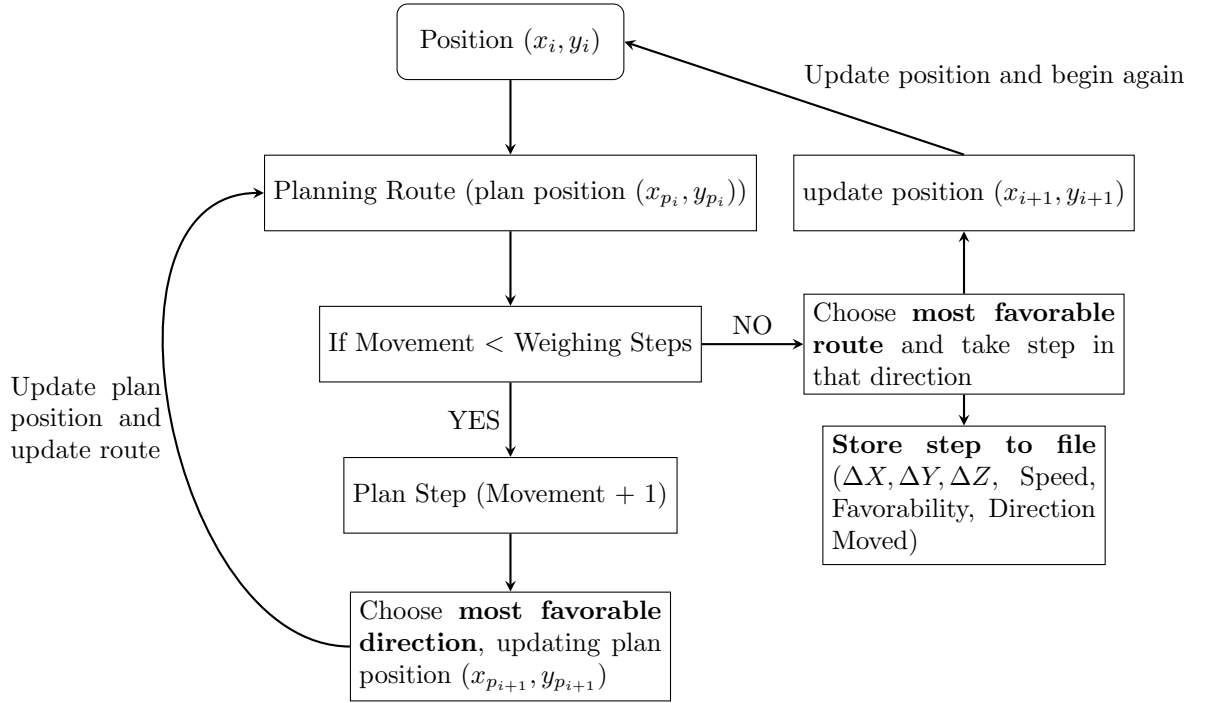 Position (x_i, y_i)
Update position and begin again
Planning Route (plan position (x_{p_i}, y_{p_i}))
update position (x_{i+1}, y_{i+1})
If Movement < Weighing Steps
NO
Choose most favorable
route and take step in
that direction
Update plan
position and
update route
YES
Store step to file
(ΔX, ΔY, ΔZ, Speed,
Favorability, Direction
Moved)
Plan Step (Movement + 1)
Choose most favorable
direction, updating plan
position (x_{p_{i+1}}, y_{p_{i+1}})